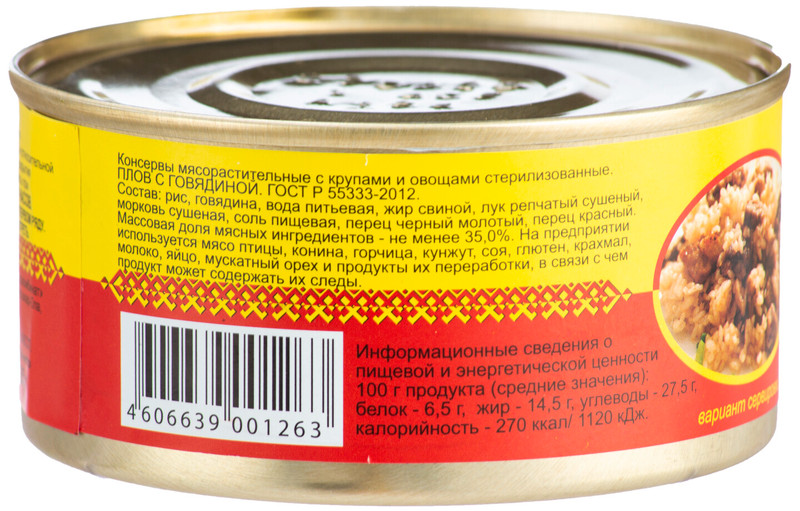 Консервы мясорастительные с крупами и овощами стерилизованные.
ПЛОВ С ГОВЯДИНОЙ. ГОСТ Р 55333-2012.
Состав: рис, говядина, вода питьевая, жир свиной, лук репчатый сушеный,
морковь сушеная, соль пищевая, перец черный молотый, перец красный.
Массовая доля мясных ингредиентов - не менее 35,0%. На предприятии
используется мясо птицы, конина, горчица, кунжут, соя, глютен, крахмал,
молоко, яйцо, мускатный орех и продукты их переработки, в связи с чем
продукт может содержать их следы.
Информационные сведения о
пищевой и энергетической ценности
100 г продукта (средние значения):
белок - 6,5 г, жир - 14,5 г, углеводы - 27,5 г,
калорийность - 270 ккал/ 1120 кДж.
4 606639 001263
вариант